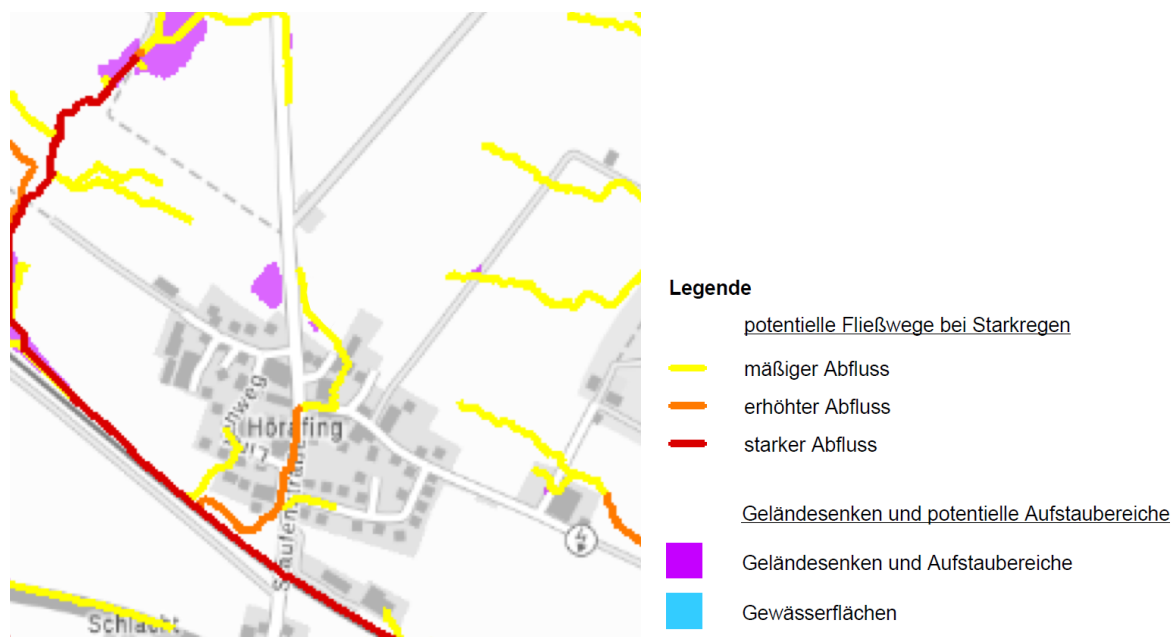 Hörafing
Staufenstraße
Schlacht
Legende
potentielle Fließwege bei Starkregen
mäßiger Abfluss
erhöhter Abfluss
starker Abfluss
Geländesenken und potentielle Aufstaubereiche
Geländesenken und Aufstaubereiche
Gewässerflächen